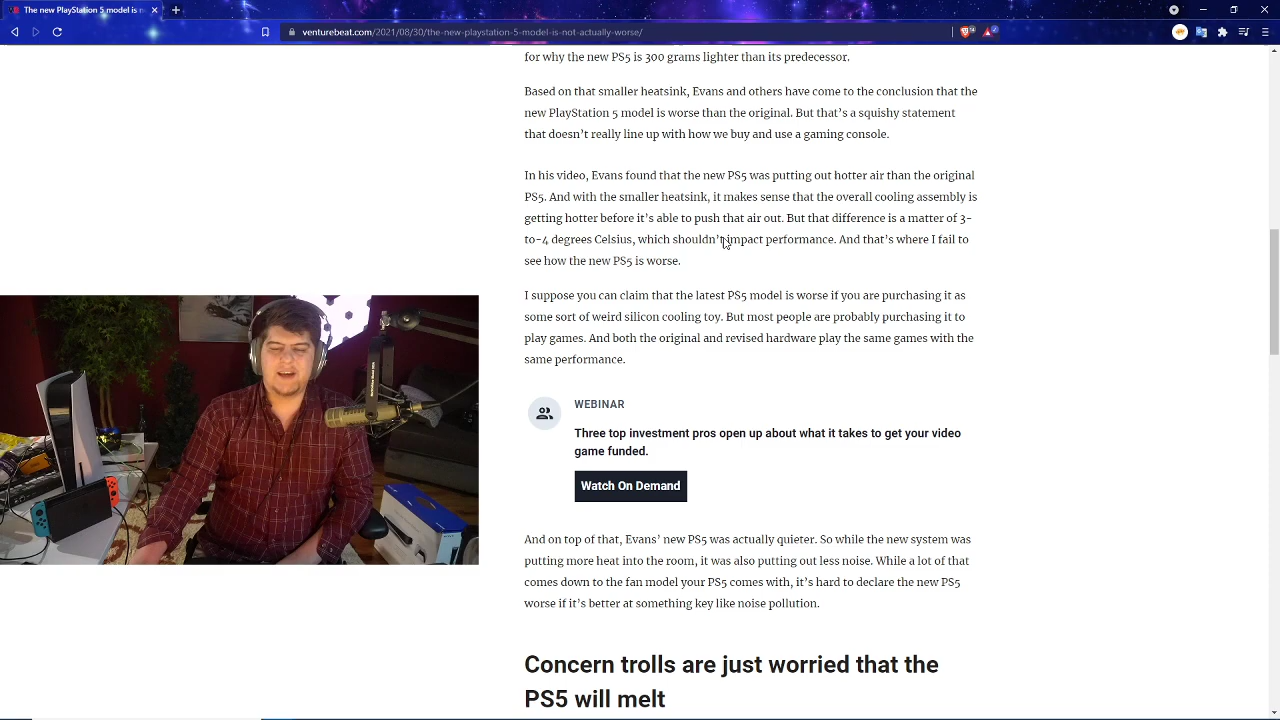 The new PlayStation 5 model is n
venturebeat.com/2021/08/30/the-new-playstation-5-model-is-not-actually-worse/
for why the new PS5 is 300 grams lighter than its predecessor.
Based on that smaller heatsink, Evans and others have come to the conclusion that the
new PlayStation 5 model is worse than the original. But that's a squishy statement
that doesn't really line up with how we buy and use a gaming console.
In his video, Evans found that the new PS5 was putting out hotter air than the original
PS5. And with the smaller heatsink, it makes sense that the overall cooling assembly is
getting hotter before it's able to push that air out. But that difference is a matter of 3-
to-4 degrees Celsius, which shouldn't impact performance. And that's where I fail to
see how the new PS5 is worse.
I suppose you can claim that the latest PS5 model is worse if you are purchasing it as
some sort of weird silicon cooling toy. But most people are probably purchasing it to
play games. And both the original and revised hardware play the same games with the
same performance.
WEBINAR
Three top investment pros open up about what it takes to get your video
game funded.
Watch On Demand
And on top of that, Evans' new PS5 was actually quieter. So while the new system was
putting more heat into the room, it was also putting out less noise. While a lot of that
comes down to the fan model your PS5 comes with, it's hard to declare the new PS5
worse if it's better at something key like noise pollution.
Concern trolls are just worried that the
PS5 will melt